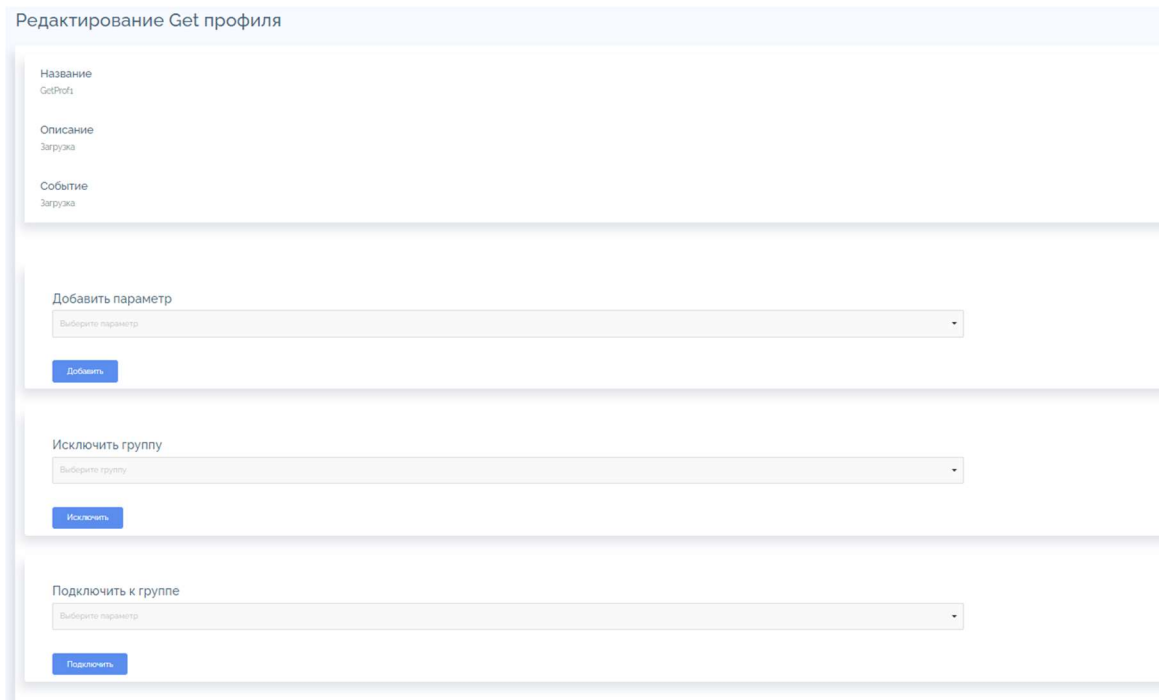 Редактирование Get профиля
Название
GetProf1
Описание
Загрузка
Событие
Загрузка
Добавить параметр
Выберите параметр
Добавить
Исключить группу
Выберите группу
Исключить
Подключить к группе
Выберите параметр
Подключить